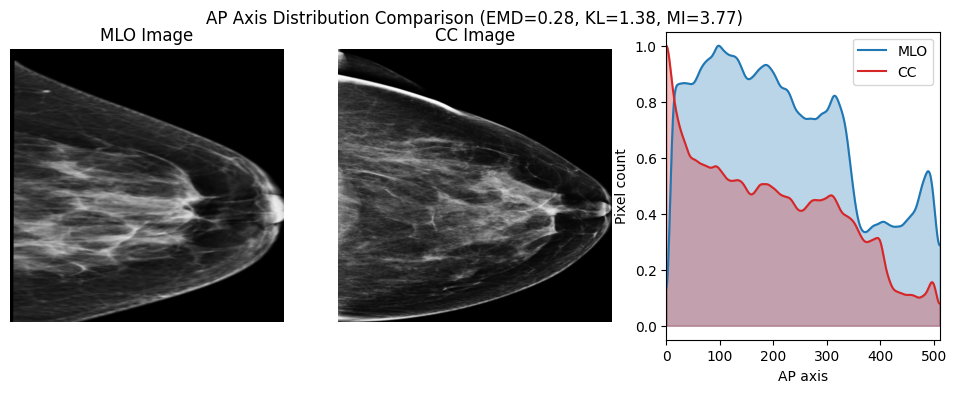 AP Axis Distribution Comparison (EMD=0.28, KL=1.38, MI=3.77)
MLO Image
CC Image
MLO
CC
Pixel count
1.0
0.8
0.6
0.4
0.2
0.0
0 100 200 300 400 500
AP axis